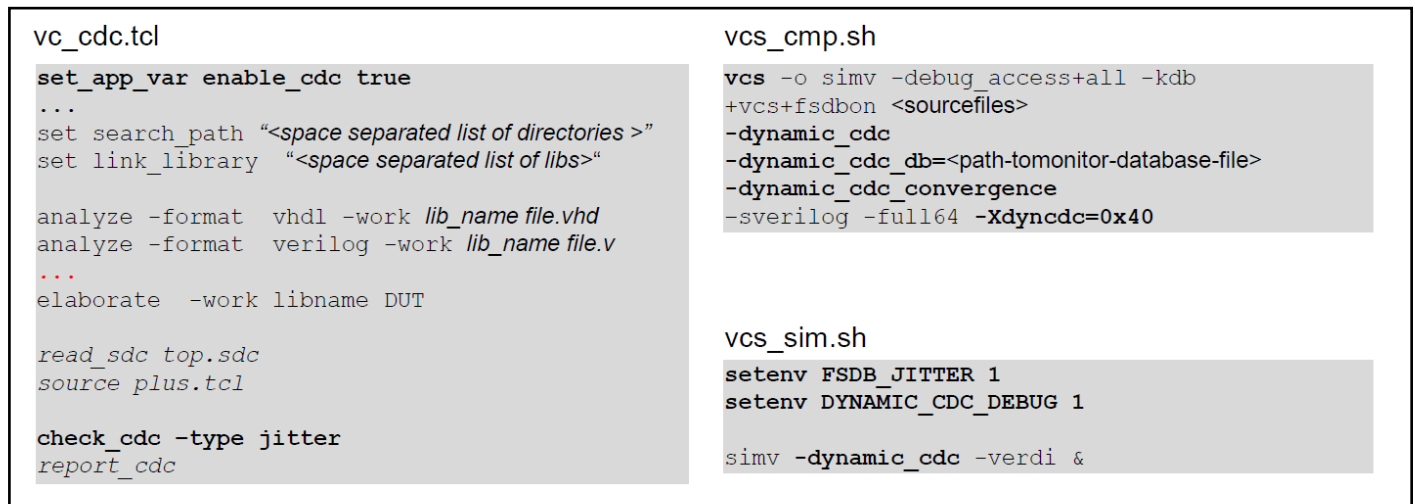 vc_cdc.tcl
set_app_var enable_cdc true
...
set search_path “<space separated list of directories >”
set link_library “<space separated list of libs>“
analyze -format vhdl -work lib_name file.vhd
analyze -format verilog -work lib_name file.v
...
elaborate -work libname DUT
read_sdc top.sdc
source plus.tcl
check_cdc –type jitter
report_cdc
vcs_cmp.sh
vcs -o simv -debug_access+all -kdb
+vcs+fsdbon <sourcefiles>
-dynamic_cdc
-dynamic_cdc_db=<path-tomonitor-database-file>
-dynamic_cdc_convergence
–sverilog -full64 -Xdyncdc=0x40
vcs_sim.sh
setenv FSDB_JITTER 1
setenv DYNAMIC_CDC_DEBUG 1
simv -dynamic_cdc -verdi &